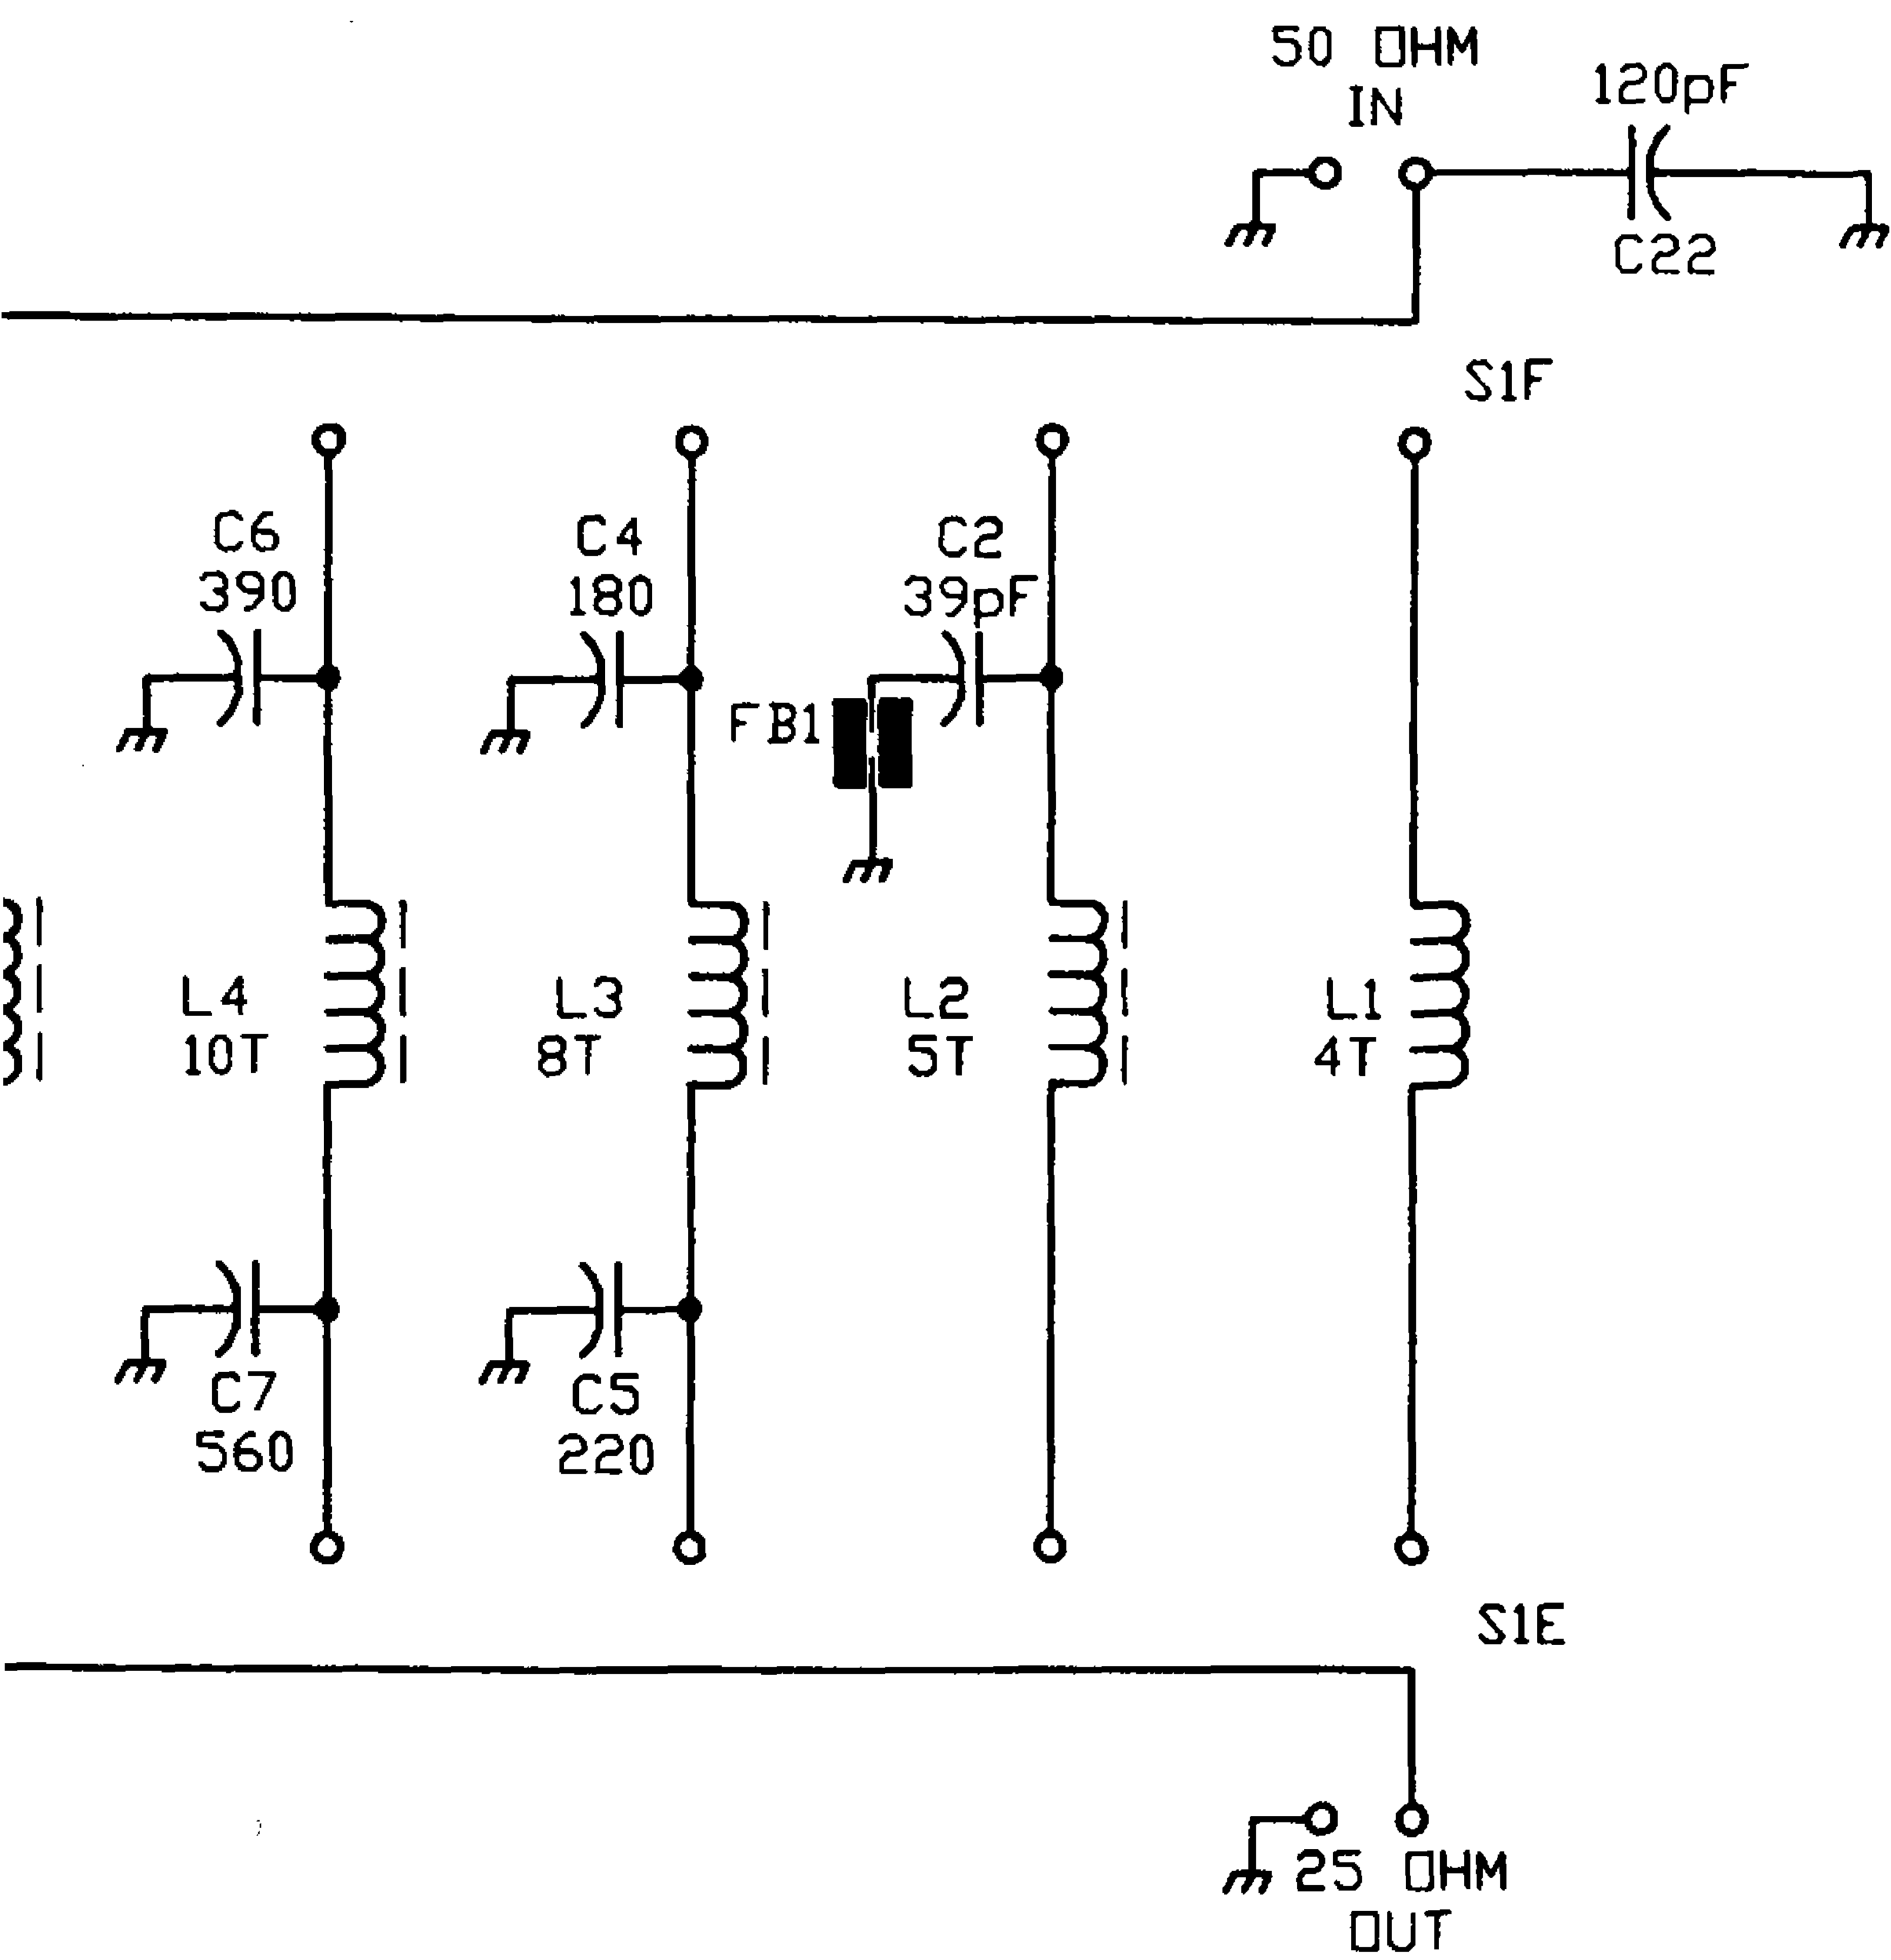 50 OHM
IN
120pF
C22
S1F
C6
390
C4
180
C2
39pF
FB1
L4
10T
L3
8T
L2
5T
L1
4T
C7
560
C5
220
S1E
25 OHM
OUT